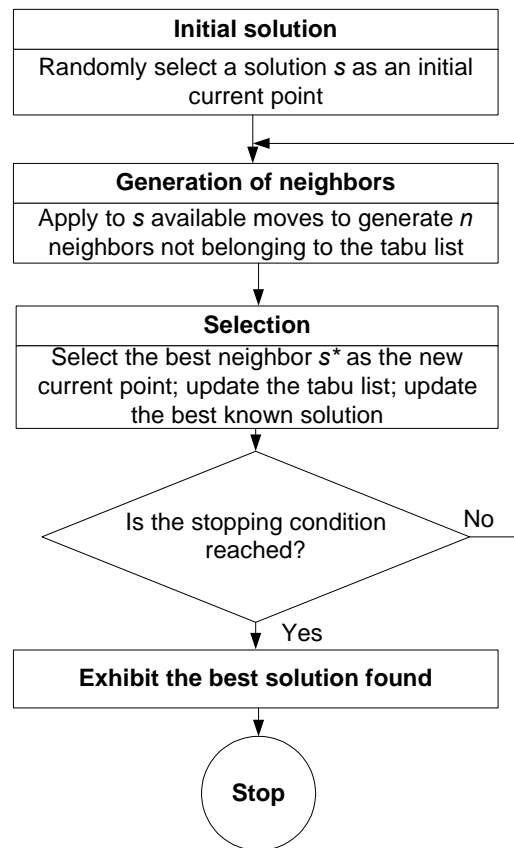 Initial solution
Randomly select a solution s as an initial
current point
Generation of neighbors
Apply to s available moves to generate n
neighbors not belonging to the tabu list
Selection
Select the best neighbor s* as the new
current point; update the tabu list; update
the best known solution
Is the stopping condition
reached?
No
Yes
Exhibit the best solution found
Stop